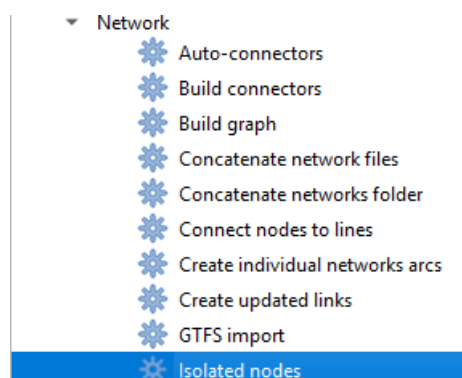 Network
Auto-connectors
Build connectors
Build graph
Concatenate network files
Concatenate networks folder
Connect nodes to lines
Create individual networks arcs
Create updated links
GTFS import
Isolated nodes